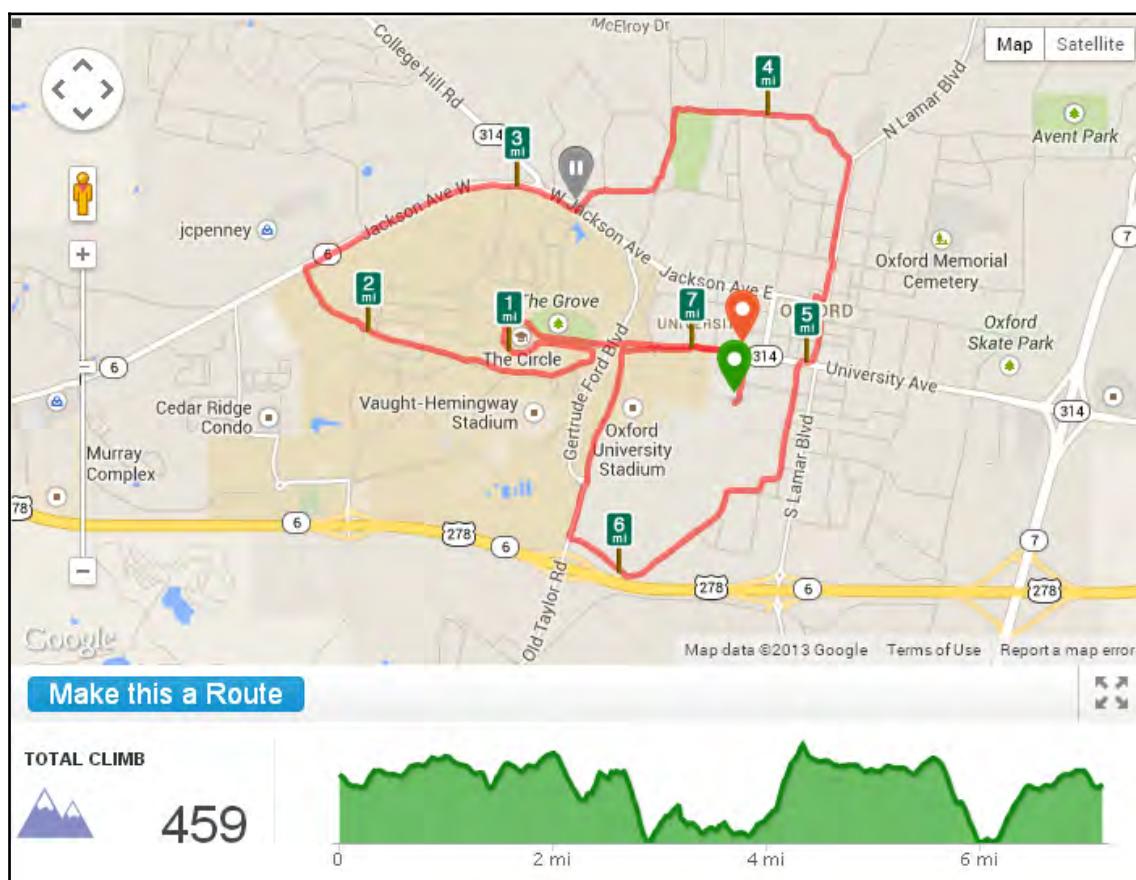 McElroy Dr
Map
Satellite
College Hill Rd
4
mi
N Lamar Blvd
3
mi
314
Avent Park
Jackson Ave W
W Jackson Ave
7
jcpenney
6
Oxford Memorial
Cemetery
Jackson Ave E
2
mi
1
mi
The Grove
7
mi
5
mi
Oxford
Skate Park
The Circle
314
University Ave
6
Gertrude Ford Blvd
Cedar Ridge
Condo
Vaught-Hemingway
Stadium
Oxford
University
Stadium
314
Murray
Complex
S Lamar Blvd
78
6
278
6
6
mi
7
278
6
278
Old Taylor Rd
Google
Map data ©2013 Google
Terms of Use
Report a map error
Make this a Route
TOTAL CLIMB
459
0
2 mi
4 mi
6 mi